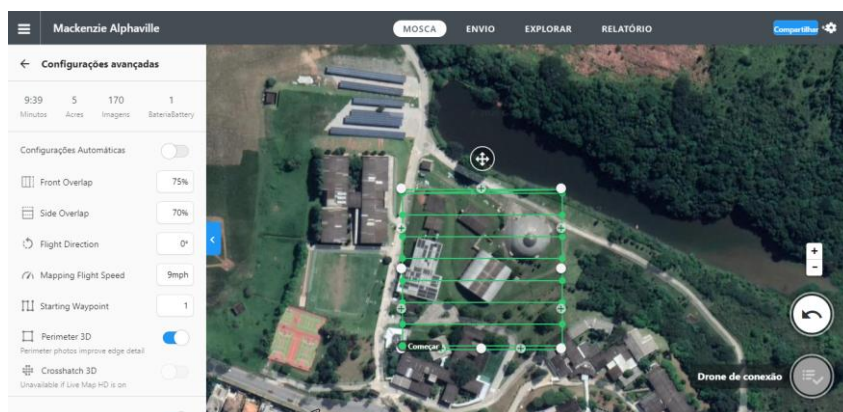 Mackenzie Alphaville
MOSCA ENVIO EXPLORAR RELATÓRIO
Compartilhar
Configurações avançadas
9:39 5 170 1
Minutos Acres Imagens BateriaBattery
Configurações Automáticas
Front Overlap 75%
Side Overlap 70%
Flight Direction 0°
Mapping Flight Speed 9mph
Starting Waypoint 1
Perimeter 3D
Perimeter photos improve edge detail
Crosshatch 3D
Unavailable if Live Map HD is on
Começar
Drone de conexão